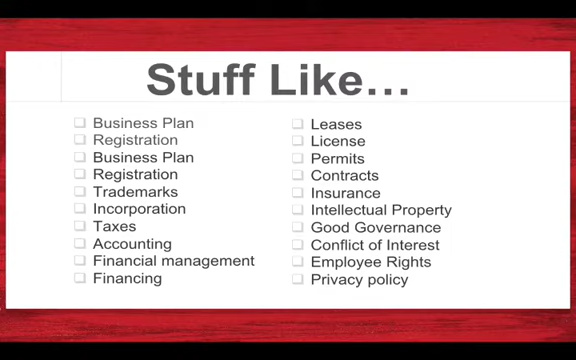 Stuff Like…
Business Plan
Registration
Business Plan
Registration
Trademarks
Incorporation
Taxes
Accounting
Financial management
Financing
Leases
License
Permits
Contracts
Insurance
Intellectual Property
Good Governance
Conflict of Interest
Employee Rights
Privacy policy